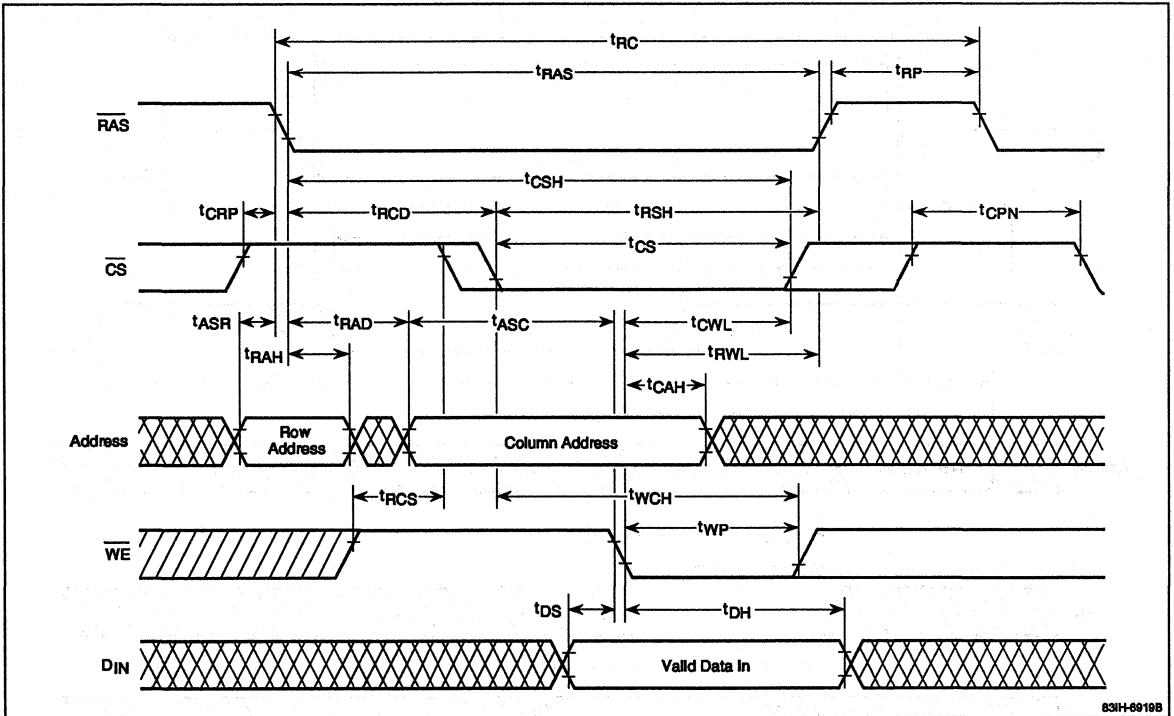 tRC
tRAS
tRP
RAS
tCSH
tCRP
tRCD
tRSH
tCPN
tCS
CS
tASR
tRAD
tASC
tCWL
tRAH
tRWL
tCAH
Address
Row
Address
Column Address
tRCS
tWCH
tWP
WE
tDS
tDH
DIN
Valid Data In
83IH-6919B